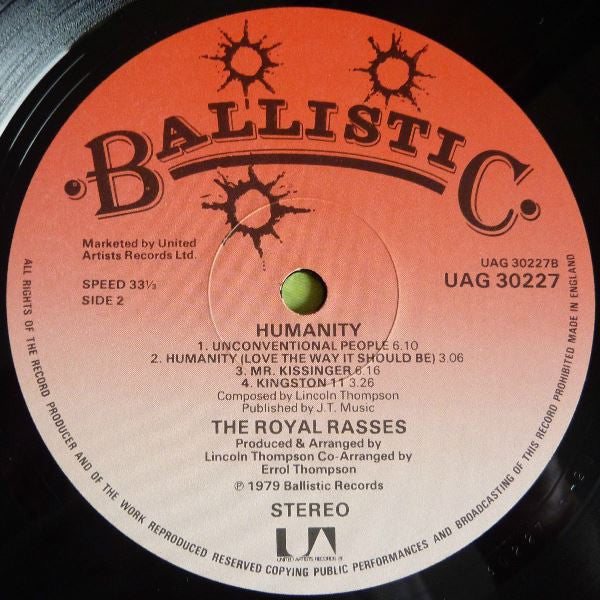 BALLISTIC
Marketed by United
Artists Records Ltd.
SPEED 33⅓
SIDE 2
UAG 30227B
UAG 30227
HUMANITY
1. UNCONVENTIONAL PEOPLE 6.10
2. HUMANITY (LOVE THE WAY IT SHOULD BE) 3.06
3. MR. KISSINGER 6.16
4. KINGSTON 11 3.26
Composed by Lincoln Thompson
Published by J.T. Music
THE ROYAL RASSES
Produced & Arranged by
Lincoln Thompson Co-Arranged by
Errol Thompson
℗ 1979 Ballistic Records
STEREO
UA
UNITED ARTISTS RECORDS
ALL RIGHTS OF THE RECORD PRODUCER AND OF THE WORK REPRODUCED RESERVED COPYING PUBLIC PERFORMANCES AND BROADCASTING OF THIS RECORD PROHIBITED MADE IN ENGLAND